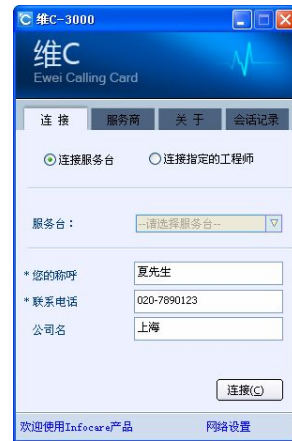 维C-3000
维C
Ewei Calling Card
连 接 服务商 关 于 会话记录
连接服务台 连接指定的工程师
服务台： --请选择服务台--
* 您的称呼 夏先生
* 联系电话 020-7890123
公司名 上海
连接(C)
欢迎使用Infocare产品 网络设置